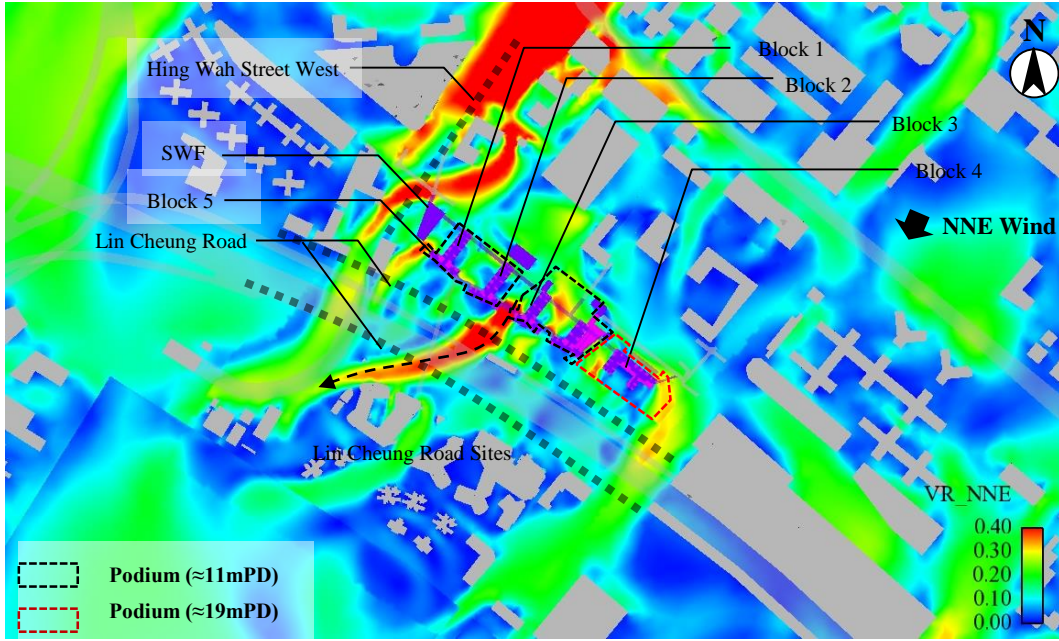 Hing Wah Street West
SWF
Block 5
Lin Cheung Road
Block 1
Block 2
Block 3
Block 4
N
NNE Wind
Lin Cheung Road Sites
VR_NNE
0.40
0.30
0.20
0.10
0.00
Podium (≈11mPD)
Podium (≈19mPD)